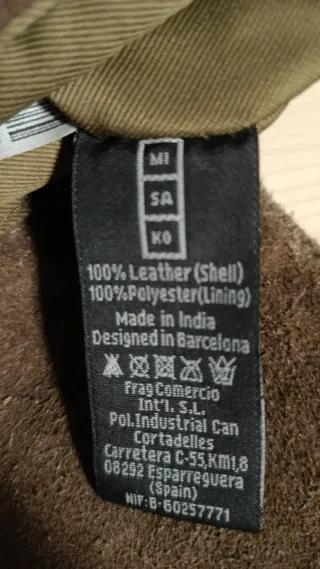 MI
SA
KO
100% Leather (Shell)
100%Polyester(Lining)
Made in India
Designed in Barcelona
Frag Comercio
Int'l. S.L.
Pol.Industrial Can
Cortadelles
Carretera C-55,KM1,8
08292 Esparreguera
(Spain)
NIF:B-60257771